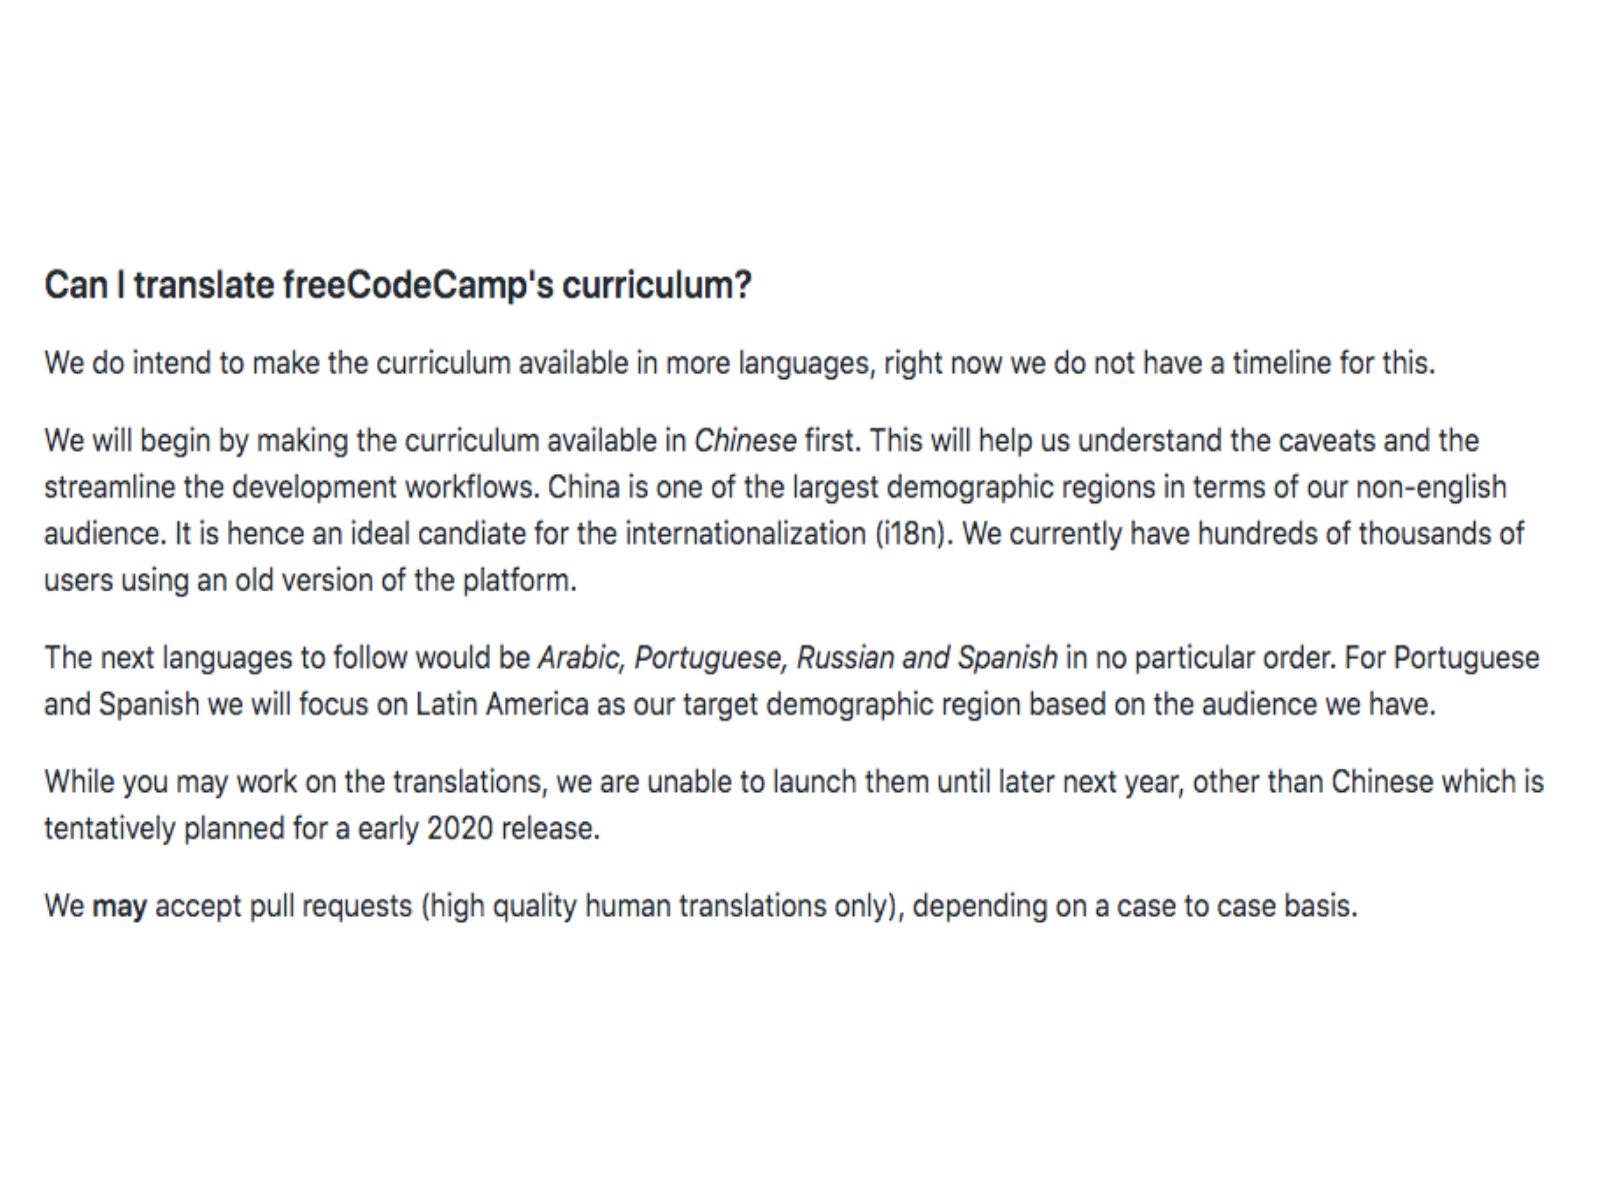 Can I translate freeCodeCamp's curriculum?
We do intend to make the curriculum available in more languages, right now we do not have a timeline for this.
We will begin by making the curriculum available in Chinese first. This will help us understand the caveats and the
streamline the development workflows. China is one of the largest demographic regions in terms of our non-english
audience. It is hence an ideal candiate for the internationalization (i18n). We currently have hundreds of thousands of
users using an old version of the platform.
The next languages to follow would be Arabic, Portuguese, Russian and Spanish in no particular order. For Portuguese
and Spanish we will focus on Latin America as our target demographic region based on the audience we have.
While you may work on the translations, we are unable to launch them until later next year, other than Chinese which is
tentatively planned for a early 2020 release.
We may accept pull requests (high quality human translations only), depending on a case to case basis.